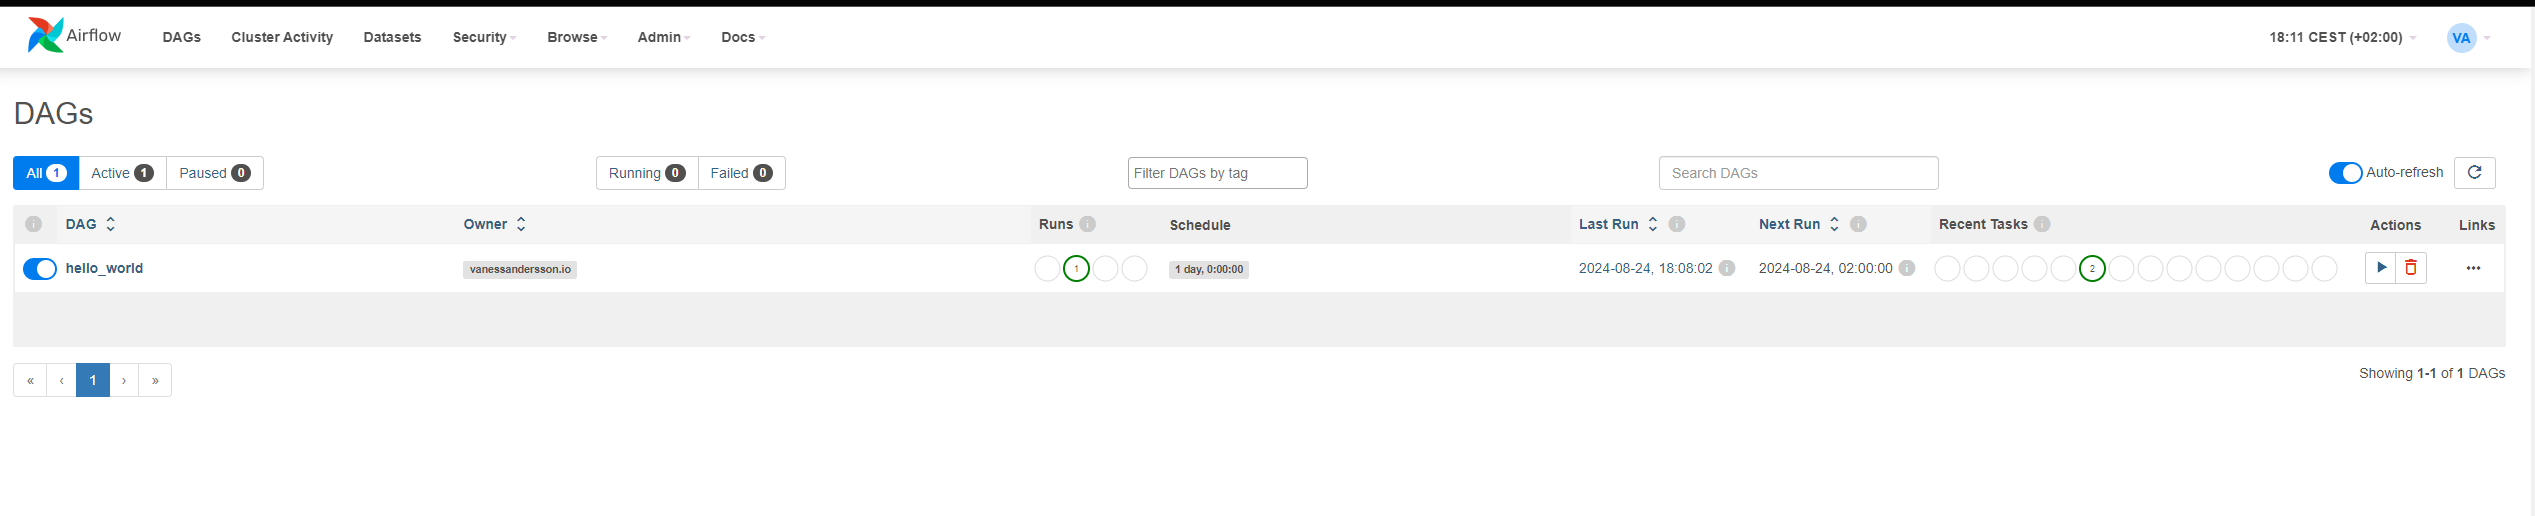 Airflow DAGs Cluster Activity Datasets Security Browse Admin Docs 18:11 CEST (+02:00) VA
DAGs
All 1 Active 1 Paused 0 Running 0 Failed 0 Filter DAGs by tag Search DAGs Auto-refresh
i DAG Owner Runs i Schedule Last Run i Next Run i Recent Tasks i Actions Links
hello_world vanessandersson.io 1 1 day, 0:00:00 2024-08-24, 18:08:02 i 2024-08-24, 02:00:00 i 2 ...
« ‹ 1 › » Showing 1-1 of 1 DAGs